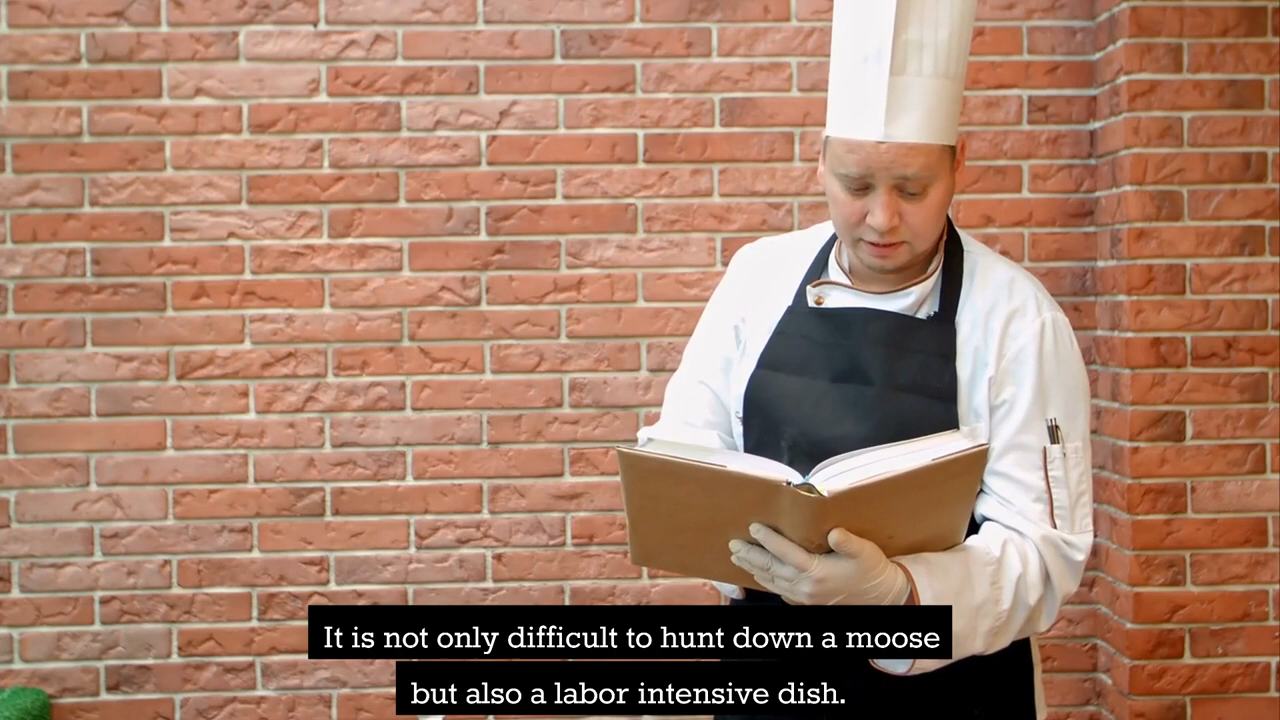 It is not only difficult to hunt down a moose
but also a labor intensive dish.